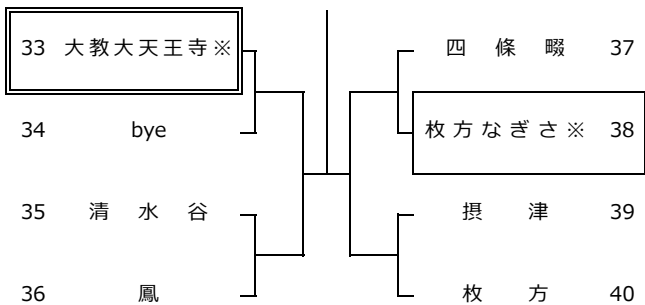 33 大教大天王寺※
34 bye
35 清水谷
36 鳳
四條畷 37
枚方なぎさ※ 38
摂津 39
枚方 40